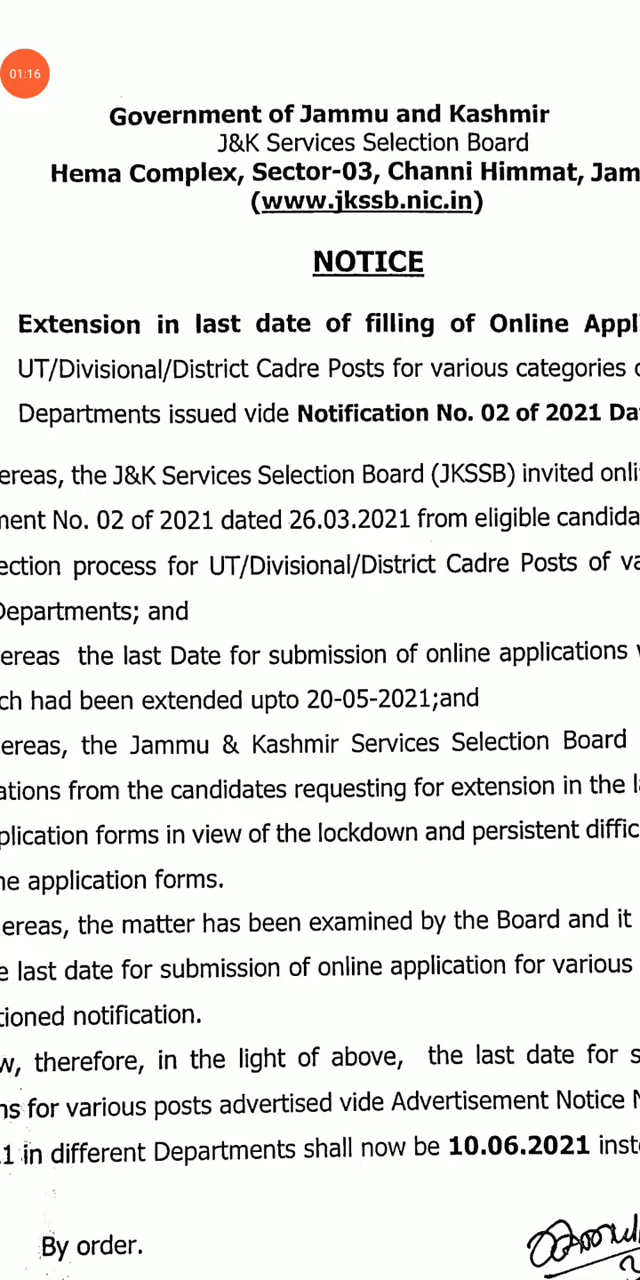 01:16
Government of Jammu and Kashmir
J&K Services Selection Board
Hema Complex, Sector-03, Channi Himmat, Jam
(www.jkssb.nic.in)
NOTICE
Extension in last date of filling of Online Appl
UT/Divisional/District Cadre Posts for various categories
Departments issued vide Notification No. 02 of 2021 Da
ereas, the J&K Services Selection Board (JKSSB) invited onli
ment No. 02 of 2021 dated 26.03.2021 from eligible candida
ection process for UT/Divisional/District Cadre Posts of va
Departments; and
ereas the last Date for submission of online applications
ch had been extended upto 20-05-2021;and
ereas, the Jammu & Kashmir Services Selection Board
ations from the candidates requesting for extension in the la
plication forms in view of the lockdown and persistent diffic
ne application forms.
ereas, the matter has been examined by the Board and it
e last date for submission of online application for various
tioned notification.
w, therefore, in the light of above, the last date for s
ns for various posts advertised vide Advertisement Notice N
1 in different Departments shall now be 10.06.2021 inst
By order.